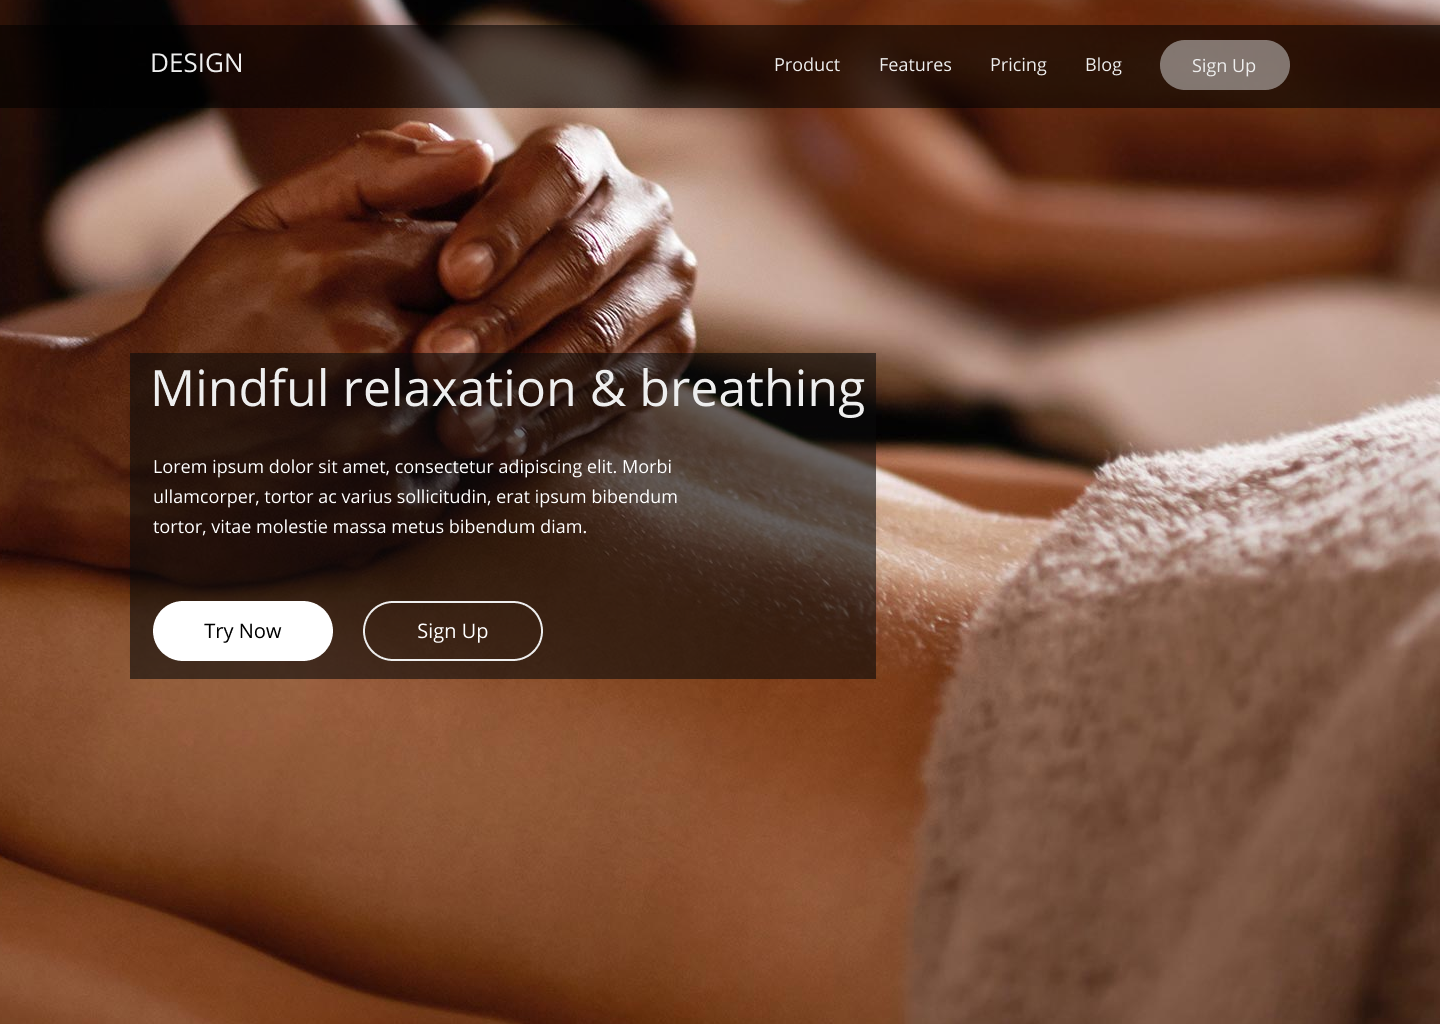 DESIGN
Product
Features
Pricing
Blog
Sign Up
Mindful relaxation & breathing
Lorem ipsum dolor sit amet, consectetur adipiscing elit. Morbi
ullamcorper, tortor ac varius sollicitudin, erat ipsum bibendum
tortor, vitae molestie massa metus bibendum diam.
Try Now
Sign Up